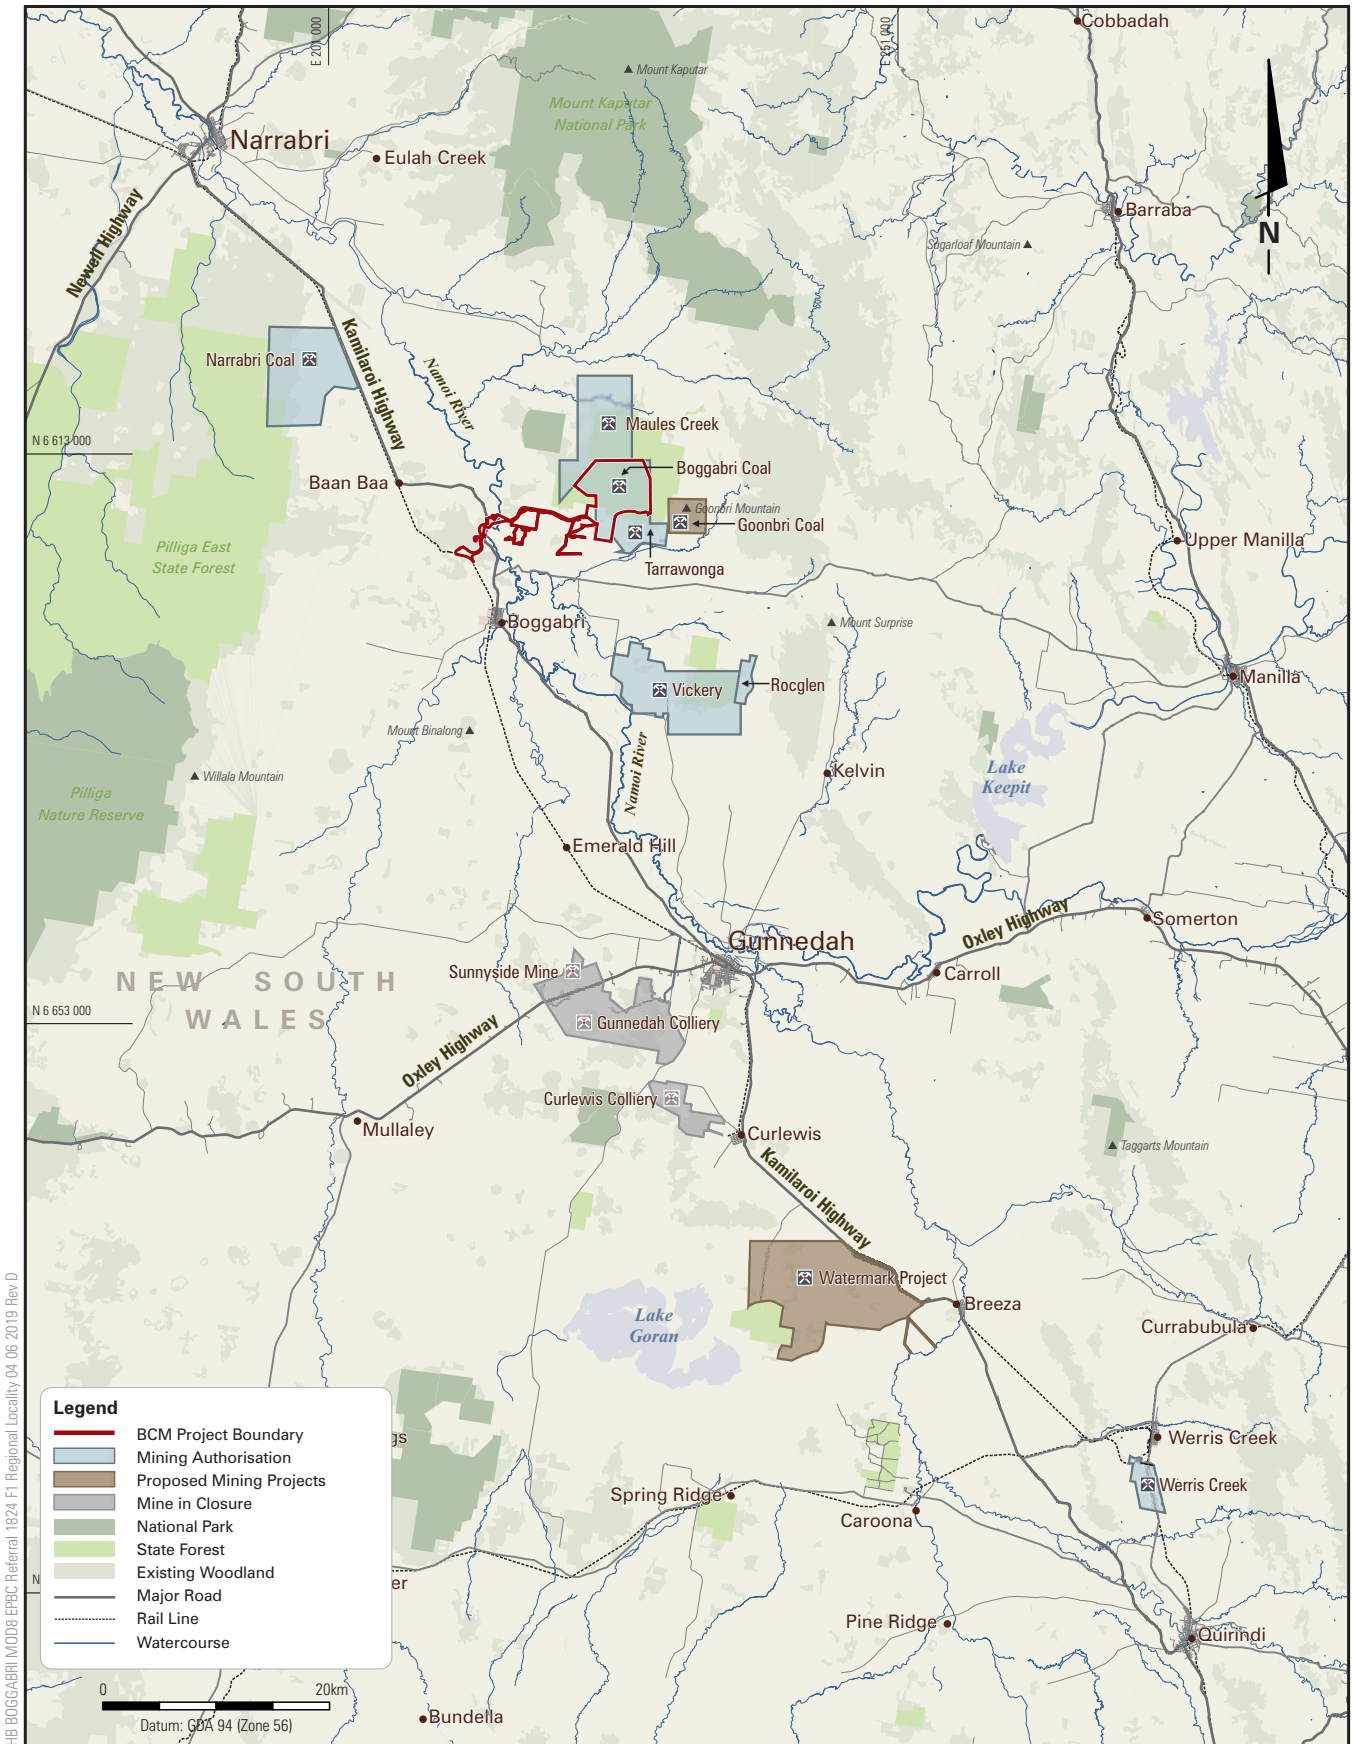 E 201 000
E 251 000
Cobbadah
Mount Kaputar
Mount Kaputar
National Park
Narrabri
Eulah Creek
Newell Highway
Barraba
Sugarloaf Mountain
N
Narrabri Coal
Kamilaroi Highway
Namoi River
Maules Creek
N 6 613 000
Boggabri Coal
Baan Baa
Goonbri Mountain
Goonbri Coal
Pilliga East
State Forest
Upper Manilla
Tarrawonga
Boggabri
Mount Surprise
Manilla
Vickery
Rocglen
Mount Binalong
Namoi River
Willala Mountain
Kelvin
Lake
Keepit
Pilliga
Nature Reserve
Emerald Hill
Oxley Highway
Somerton
Gunnedah
Sunnyside Mine
Carroll
NEW SOUTH
WALES
N 6 653 000
Gunnedah Colliery
Oxley Highway
Curlewis Colliery
Mullaley
Curlewis
Taggarts Mountain
Kamilaroi Highway
Watermark Project
Breeza
Lake
Goran
Currabubula
Legend
BCM Project Boundary
Mining Authorisation
Proposed Mining Projects
Mine in Closure
National Park
State Forest
Existing Woodland
Major Road
Rail Line
Watercourse
gs
Werris Creek
Werris Creek
Spring Ridge
Caroona
N
er
Pine Ridge
Quirindi
0 20km
Datum: GDA 94 (Zone 56)
Bundella
HB BOGGABRI MOD8 EPBC Referral 1824 F1 Regional Locality 04 06 2019 Rev D